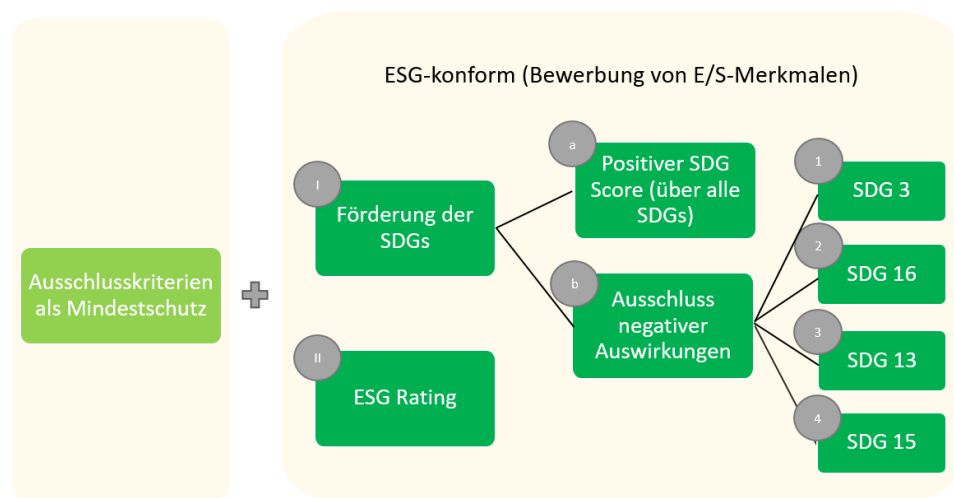 ESG-konform (Bewerbung von E/S-Merkmalen)
Ausschlusskriterien
als Mindestschutz
I
Förderung der
SDGs
II
ESG Rating
a
Positiver SDG
Score (über alle
SDGs)
b
Ausschluss
negativer
Auswirkungen
1
SDG 3
2
SDG 16
3
SDG 13
4
SDG 15